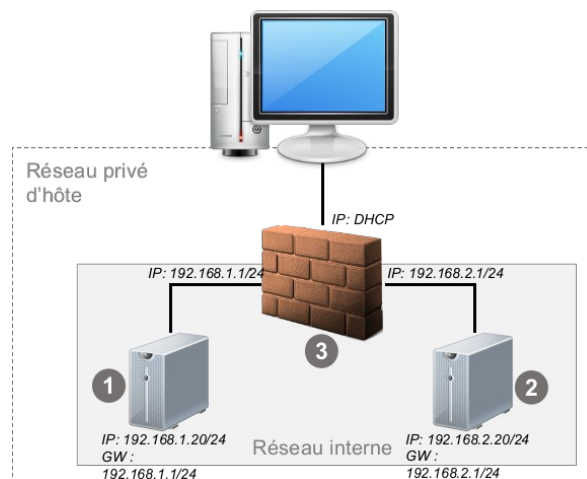 Réseau privé
d'hôte
IP: DHCP
IP: 192.168.1.1/24
IP: 192.168.2.1/24
3
1
2
IP: 192.168.1.20/24
GW :
192.168.1.1/24
Réseau interne
IP: 192.168.2.20/24
GW :
192.168.2.1/24